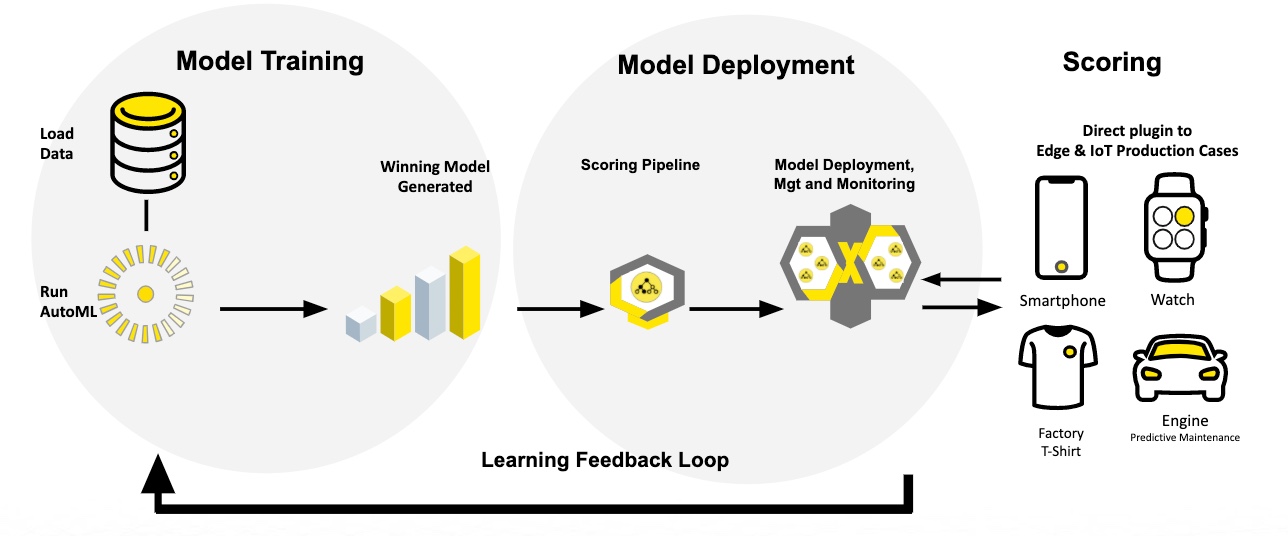 Model Training
Model Deployment
Scoring
Load
Data
Direct plugin to
Edge & IoT Production Cases
Winning Model
Generated
Scoring Pipeline
Model Deployment,
Mgt and Monitoring
X
Run
AutoML
Smartphone
Watch
Factory
T-Shirt
Engine
Predictive Maintenance
Learning Feedback Loop